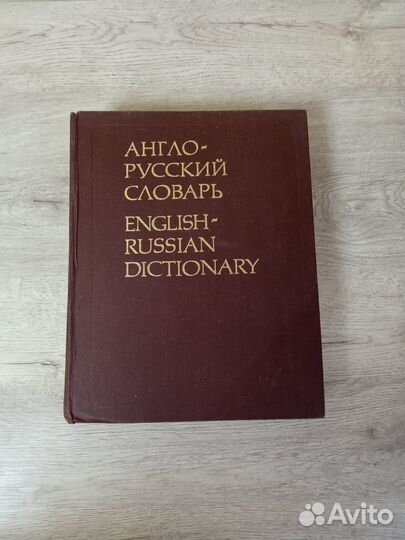 АНГЛО-
РУССКИЙ
СЛОВАРЬ
ENGLISH-
RUSSIAN
DICTIONARY
Avito